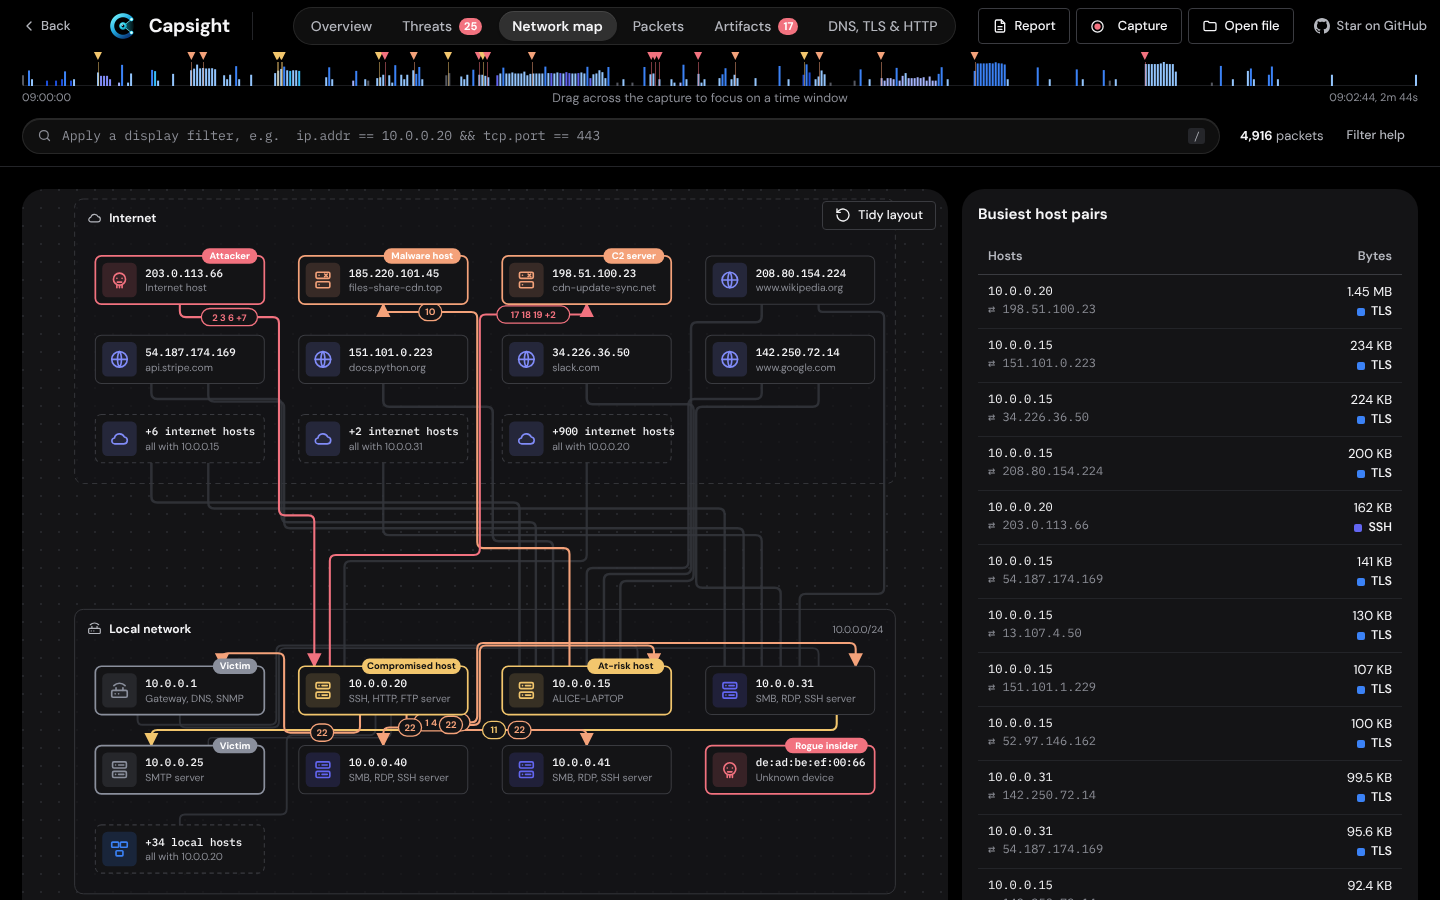 Back
Capsight
Overview
Threats 25
Network map
Packets
Artifacts 17
DNS, TLS & HTTP
Report
Capture
Open file
Star on GitHub
09:00:00
Drag across the capture to focus on a time window
09:02:44, 2m 44s
Apply a display filter, e.g. ip.addr == 10.0.0.20 && tcp.port == 443
/
4,916 packets
Filter help
Internet
Tidy layout
Attacker
203.0.113.66
Internet host
Malware host
185.220.101.45
files-share-cdn.top
C2 server
198.51.100.23
cdn-update-sync.net
208.80.154.224
www.wikipedia.org
2 3 6 +7
10
17 18 19 +2
54.187.174.169
api.stripe.com
151.101.0.223
docs.python.org
34.226.36.50
slack.com
142.250.72.14
www.google.com
+6 internet hosts
all with 10.0.0.15
+2 internet hosts
all with 10.0.0.31
+900 internet hosts
all with 10.0.0.20
Local network
10.0.0.0/24
Victim
10.0.0.1
Gateway, DNS, SNMP
Compromised host
10.0.0.20
SSH, HTTP, FTP server
At-risk host
10.0.0.15
ALICE-LAPTOP
10.0.0.31
SMB, RDP, SSH server
22
22
1 4
22
11
22
Victim
10.0.0.25
SMTP server
10.0.0.40
SMB, RDP, SSH server
10.0.0.41
SMB, RDP, SSH server
Rogue insider
de:ad:be:ef:00:66
Unknown device
+34 local hosts
all with 10.0.0.20
Busiest host pairs
Hosts Bytes
10.0.0.20 1.45 MB
⇄ 198.51.100.23 TLS
10.0.0.15 234 KB
⇄ 151.101.0.223 TLS
10.0.0.15 224 KB
⇄ 34.226.36.50 TLS
10.0.0.15 200 KB
⇄ 208.80.154.224 TLS
10.0.0.20 162 KB
⇄ 203.0.113.66 SSH
10.0.0.15 141 KB
⇄ 54.187.174.169 TLS
10.0.0.15 130 KB
⇄ 13.107.4.50 TLS
10.0.0.15 107 KB
⇄ 151.101.1.229 TLS
10.0.0.15 100 KB
⇄ 52.97.146.162 TLS
10.0.0.31 99.5 KB
⇄ 142.250.72.14 TLS
10.0.0.31 95.6 KB
⇄ 54.187.174.169 TLS
10.0.0.15 92.4 KB